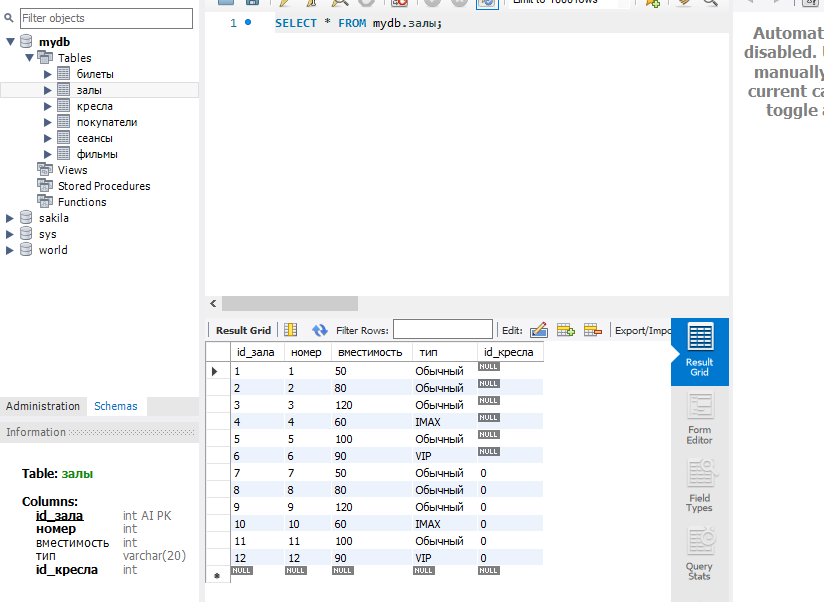 Limit to 1000 rows
Filter objects
mydb
Tables
билеты
залы
кресла
покупатели
сеансы
фильмы
Views
Stored Procedures
Functions
sakila
sys
world
Administration Schemas
Information
Table: залы
Columns:
id_зала int AI PK
номер int
вместимость int
тип varchar(20)
id_кресла int
1 SELECT * FROM mydb.залы;
Automat
disabled.
manually
current ca
toggle a
Result Grid Filter Rows: Edit: Export/Impo
id_зала номер вместимость тип id_кресла
1 1 50 Обычный NULL
2 2 80 Обычный NULL
3 3 120 Обычный NULL
4 4 60 IMAX NULL
5 5 100 Обычный NULL
6 6 90 VIP NULL
7 7 50 Обычный 0
8 8 80 Обычный 0
9 9 120 Обычный 0
10 10 60 IMAX 0
11 11 100 Обычный 0
12 12 90 VIP 0
NULL NULL NULL NULL NULL
Result
Grid
Form
Editor
Field
Types
Query
Stats